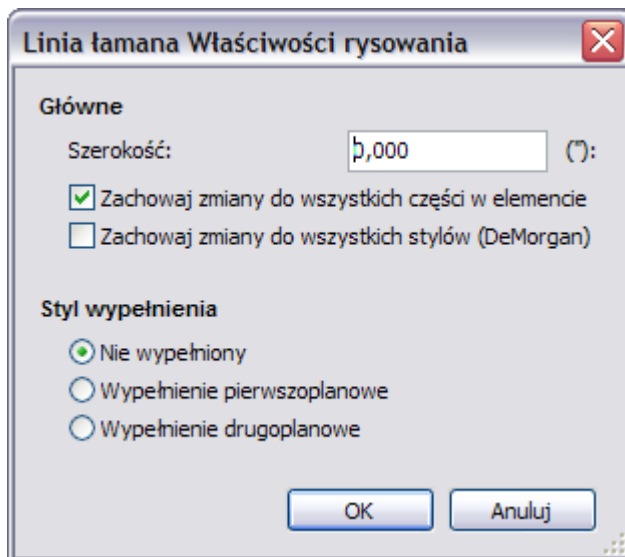 Linia łamana Właściwości rysowania
Główne
Szerokość: 0,000 ("):
Zachowaj zmiany do wszystkich części w elemencie
Zachowaj zmiany do wszystkich stylów (DeMorgan)
Styl wypełnienia
Nie wypełniony
Wypełnienie pierwszoplanowe
Wypełnienie drugoplanowe
OK Anuluj